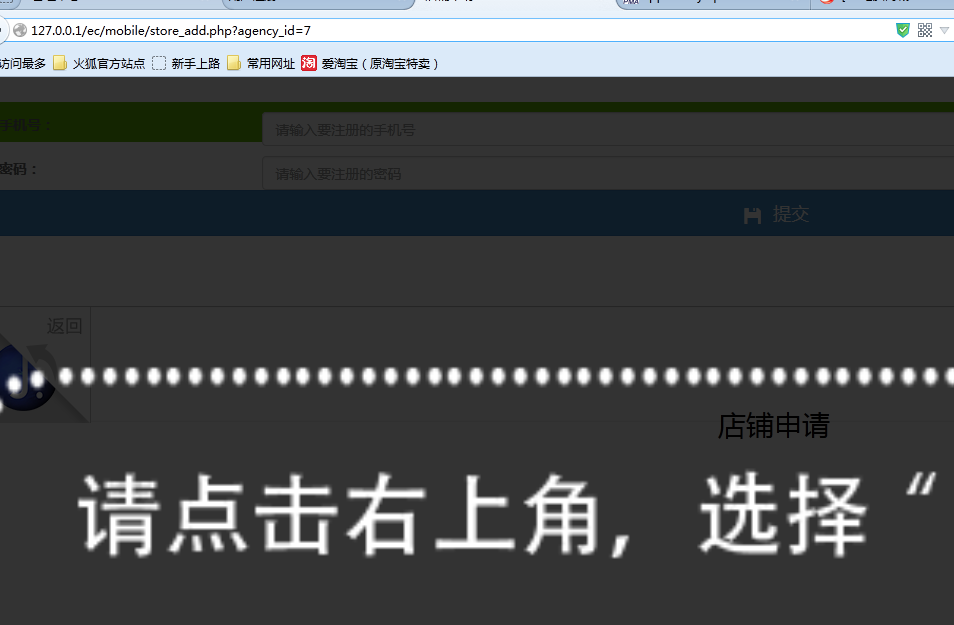 127.0.0.1/ec/mobile/store_add.php?agency_id=7
访问最多 火狐官方站点 新手上路 常用网址 淘 爱淘宝（原淘宝特卖）
手机号： 请输入要注册的手机号
密码： 请输入要注册的密码
提交
返回
店铺申请
请点击右上角，选择“